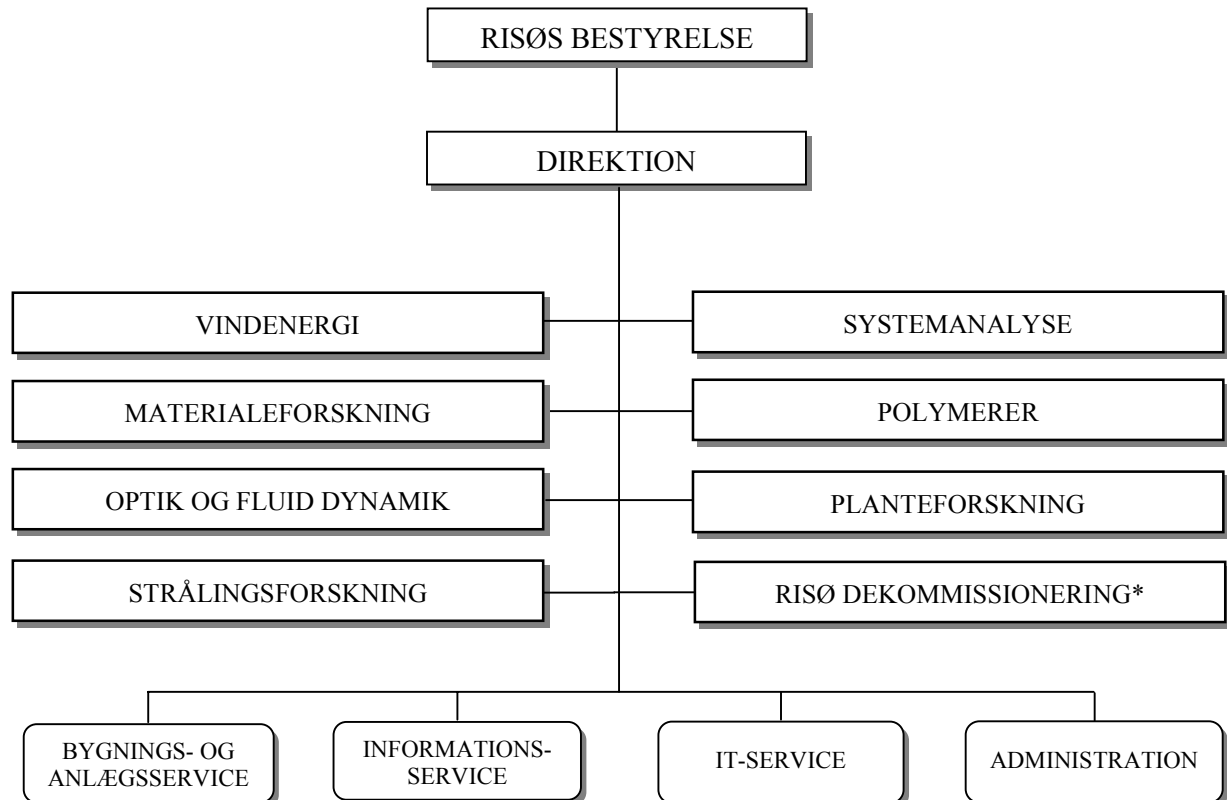 RISØS BESTYRELSE
DIREKTION
VINDENERGI
SYSTEMANALYSE
MATERIALEFORSKNING
POLYMERER
OPTIK OG FLUID DYNAMIK
PLANTEFORSKNING
STRÅLINGSFORSKNING
RISØ DEKOMMISSIONERING*
BYGNINGS- OG
ANLÆGSSERVICE
INFORMATIONS-
SERVICE
IT-SERVICE
ADMINISTRATION